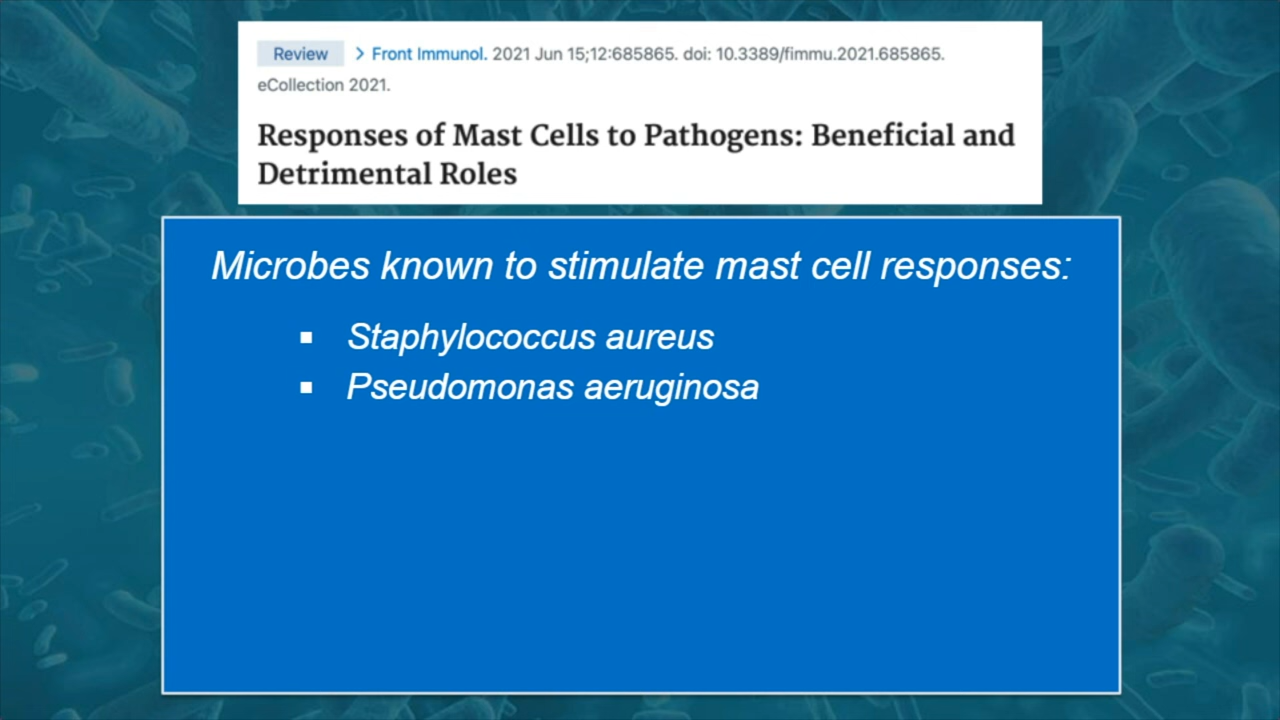 Review > Front Immunol. 2021 Jun 15;12:685865. doi: 10.3389/fimmu.2021.685865.
eCollection 2021.
Responses of Mast Cells to Pathogens: Beneficial and
Detrimental Roles
Microbes known to stimulate mast cell responses:
▪ Staphylococcus aureus
▪ Pseudomonas aeruginosa